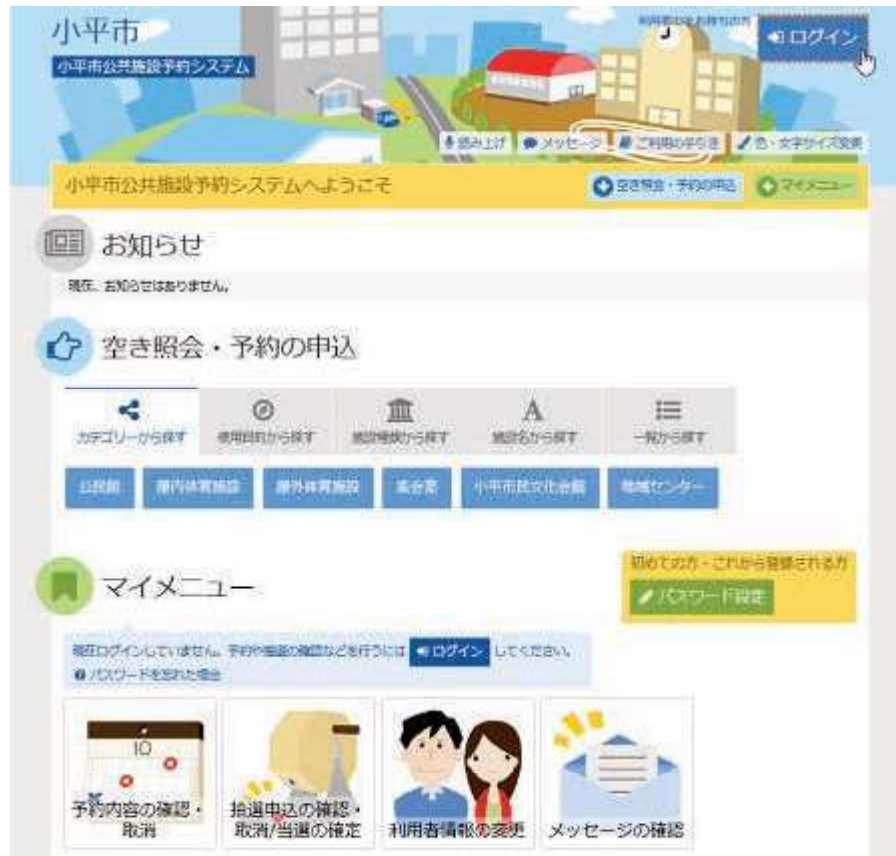 小平市
小平市公共施設予約システム
ログイン
読み上げ メッセージ ご利用の手引き 色・文字サイズ変更
小平市公共施設予約システムへようこそ
空き照会・予約の申込 マイメニュー
お知らせ
現在、お知らせはありません。
空き照会・予約の申込
カテゴリーから探す 使用目的から探す 施設種類から探す 施設名から探す 一覧から探す
公民館 屋内体育施設 屋外体育施設 集会室 小平市民文化会館 地域センター
マイメニュー
初めての方・これから登録される方
パスワード設定
現在ログインしていません。予約や抽選の確認などを行うには ログイン してください。
パスワードを忘れた場合
10
予約内容の確認・
取消
抽選申込の確認・
取消/当選の確定
利用者情報の変更
メッセージの確認